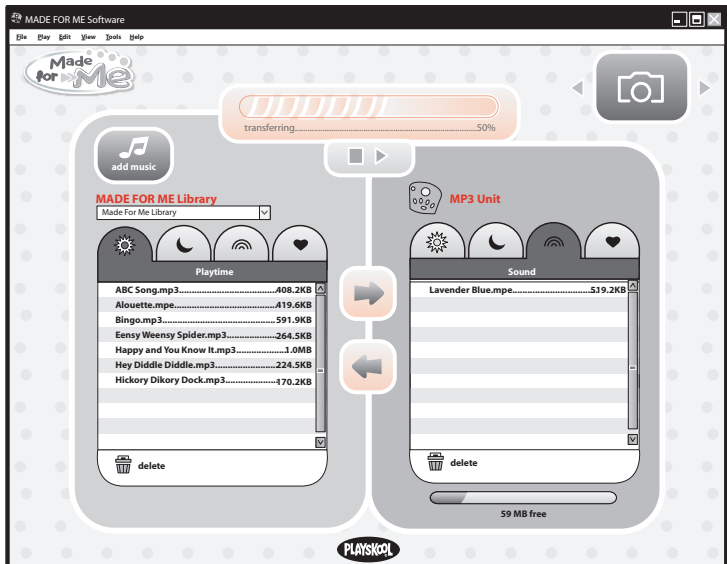 MADE FOR ME Software
File Play Edit View Tools Help
Made for Me
transferring...............................................................50%
add music
MADE FOR ME Library
Made For Me Library
Playtime
ABC Song.mp3.........................408.2KB
Alouette.mpe..........................419.6KB
Bingo.mp3...............................591.9KB
Eensy Weensy Spider.mp3.........264.5KB
Happy and You Know It.mp3............1.0MB
Hey Diddle Diddle.mp3..............224.5KB
Hickory Dikory Dock.mp3.............170.2KB
delete
MP3 Unit
Sound
Lavender Blue.mpe....................519.2KB
delete
59 MB free
PLAYSKOOL